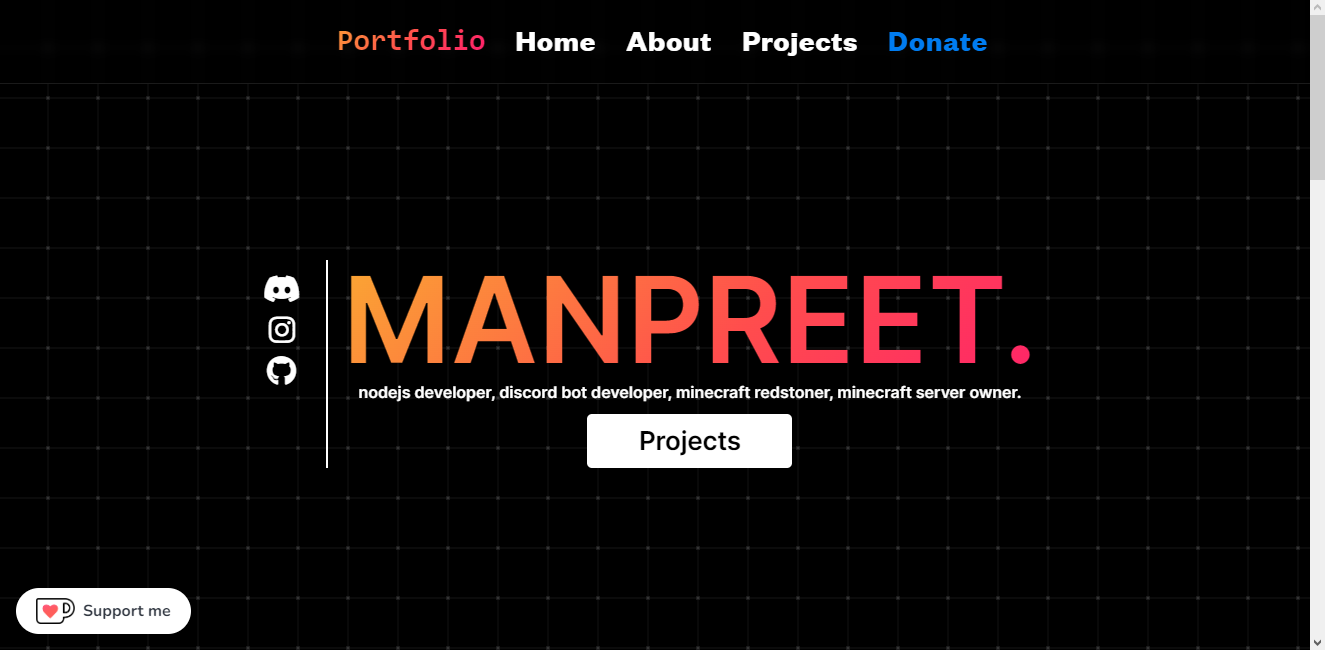 Portfolio Home About Projects Donate
MANPREET.
nodejs developer, discord bot developer, minecraft redstoner, minecraft server owner.
Projects
Support me